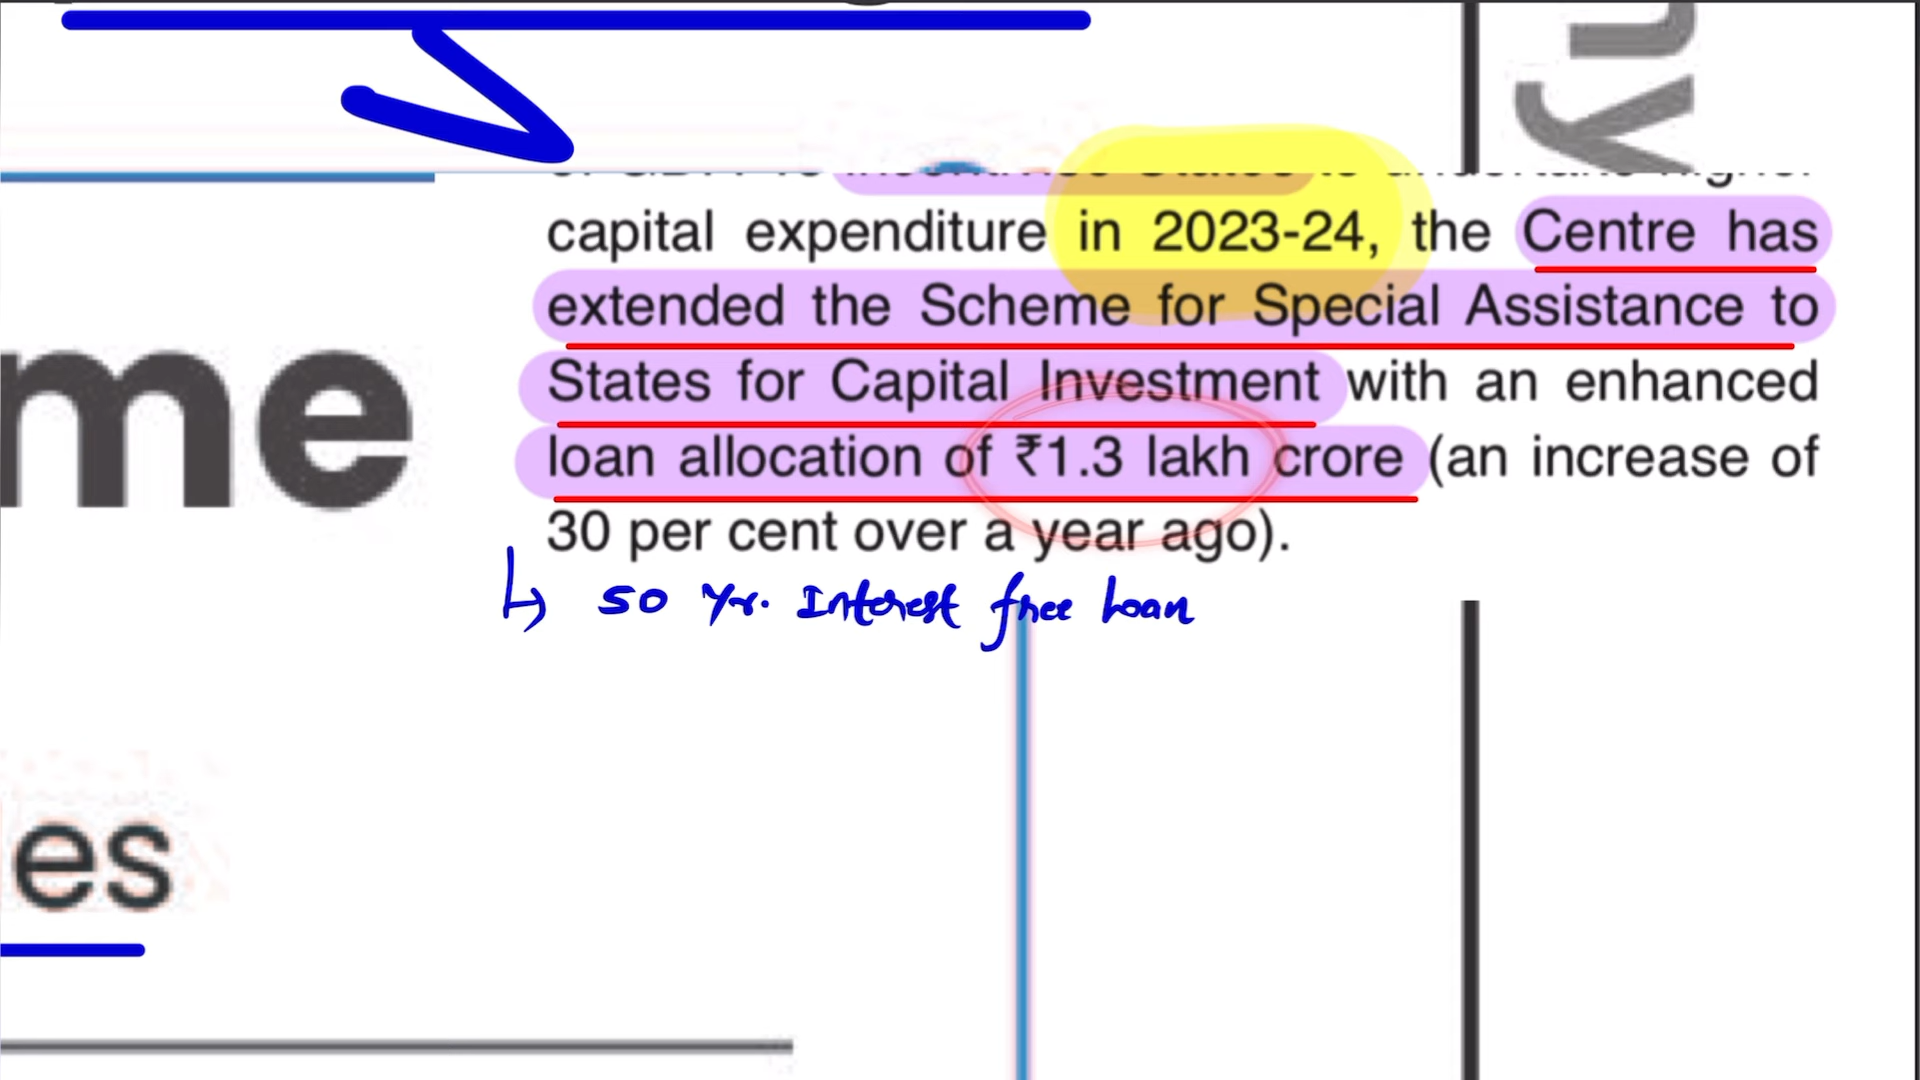 ny
capital expenditure in 2023-24, the Centre has
extended the Scheme for Special Assistance to
States for Capital Investment with an enhanced
loan allocation of ₹1.3 lakh crore (an increase of
30 per cent over a year ago).
50 Yr. Interest free loan
me
es